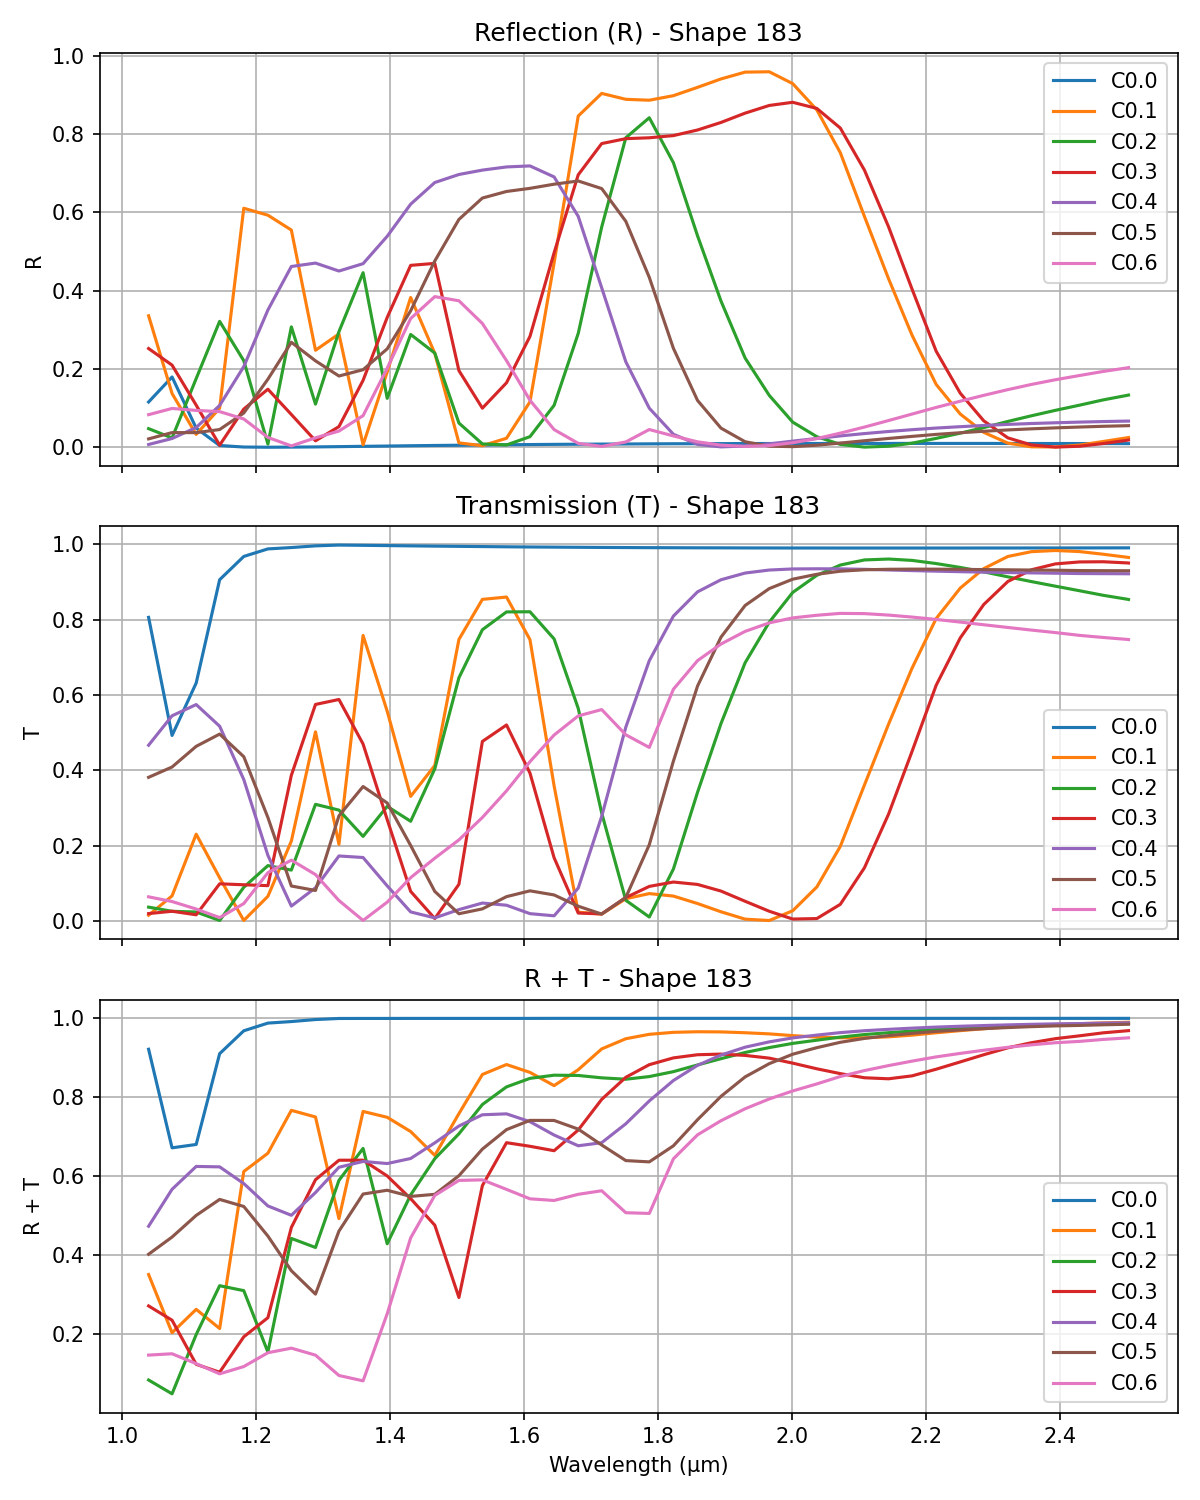 Reflection (R) - Shape 183
1.0
0.8
0.6
0.4
0.2
0.0
R
C0.0
C0.1
C0.2
C0.3
C0.4
C0.5
C0.6
Transmission (T) - Shape 183
1.0
0.8
0.6
0.4
0.2
0.0
T
C0.0
C0.1
C0.2
C0.3
C0.4
C0.5
C0.6
R + T - Shape 183
1.0
0.8
0.6
0.4
0.2
R + T
C0.0
C0.1
C0.2
C0.3
C0.4
C0.5
C0.6
1.0 1.2 1.4 1.6 1.8 2.0 2.2 2.4
Wavelength (μm)